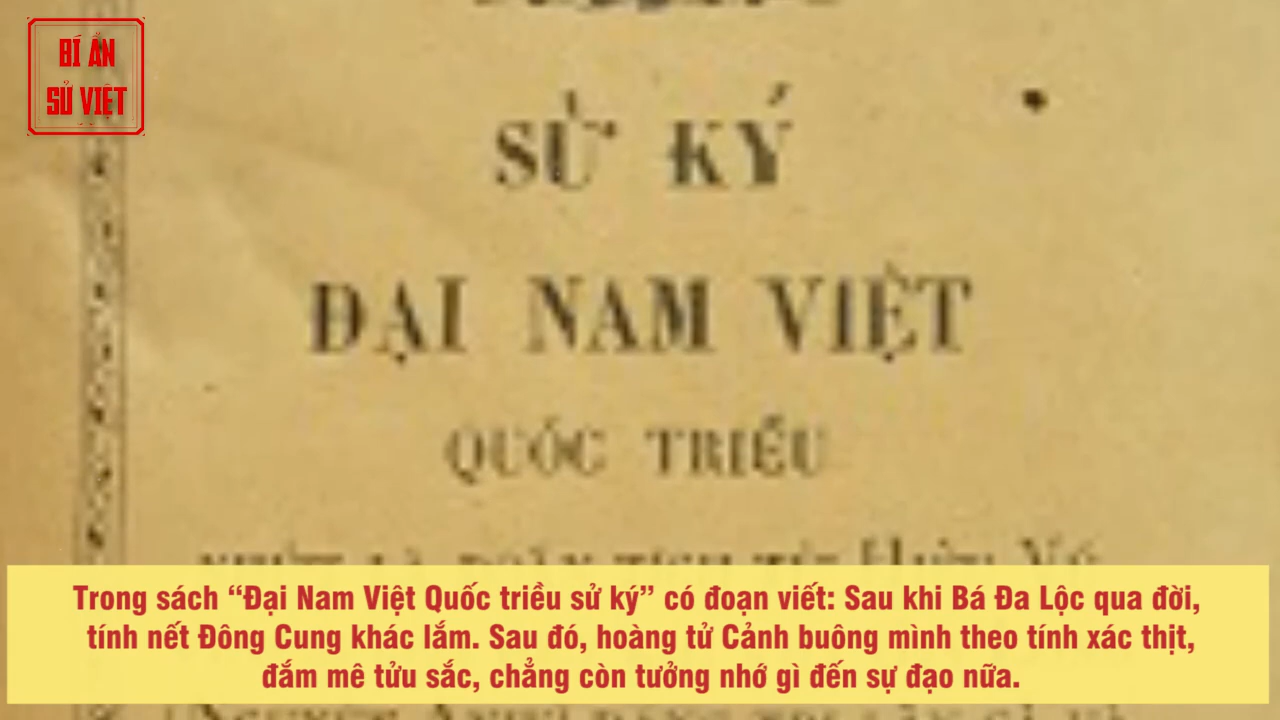 BÍ ẨN
SỬ VIỆT
SỬ KÝ
ĐẠI NAM VIỆT
QUỐC TRIỀU
Trong sách “Đại Nam Việt Quốc triều sử ký” có đoạn viết: Sau khi Bá Đa Lộc qua đời,
tính nết Đông Cung khác lắm. Sau đó, hoàng tử Cảnh buông mình theo tính xác thịt,
đắm mê tửu sắc, chẳng còn tưởng nhớ gì đến sự đạo nữa.